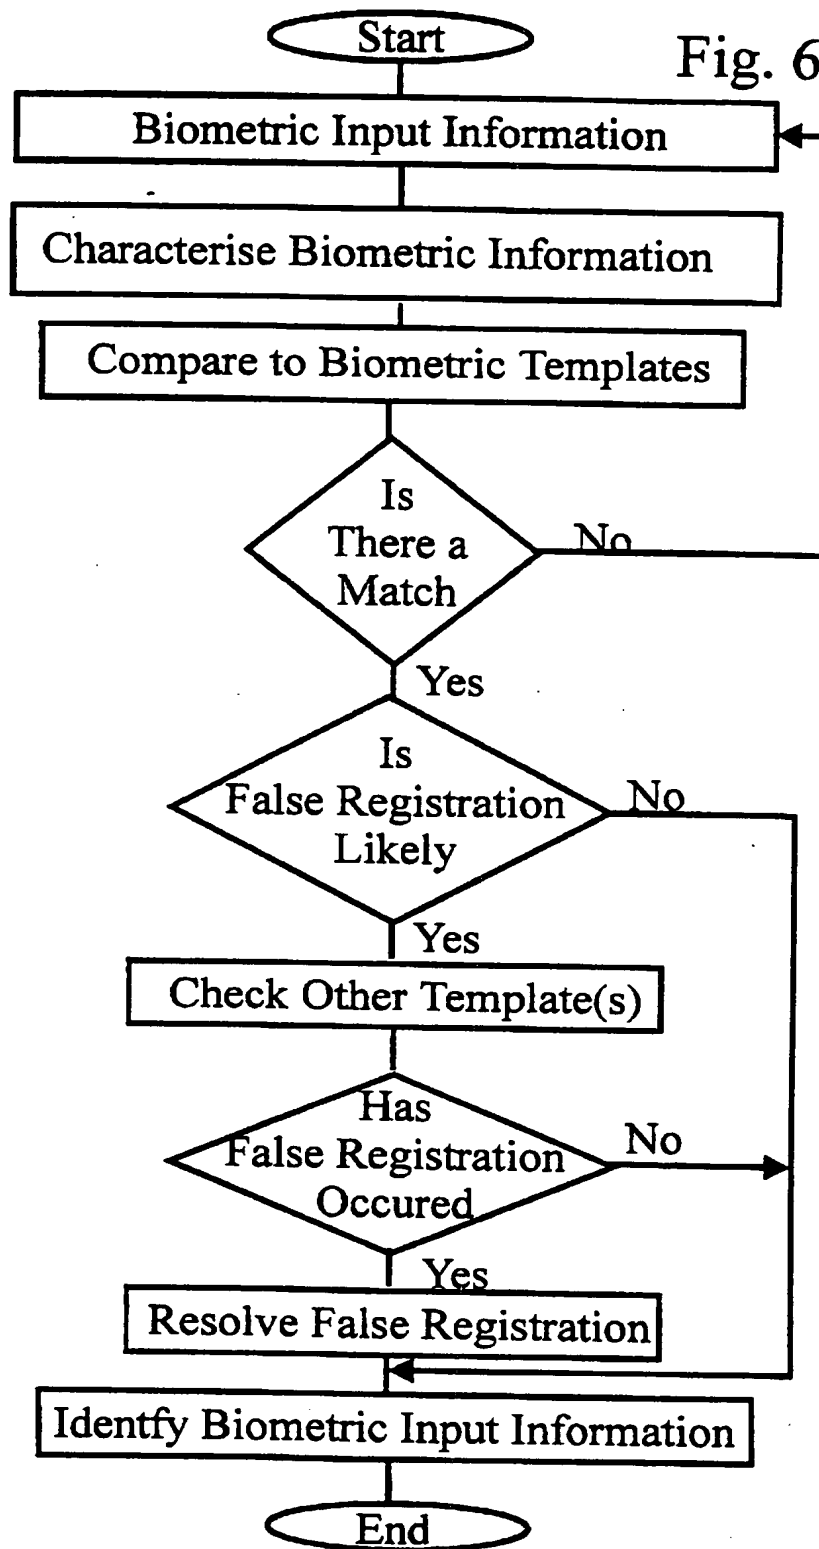 Start
Fig. 6
Biometric Input Information
Characterise Biometric Information
Compare to Biometric Templates
Is
There a
Match
No
Yes
Is
False Registration
Likely
No
Yes
Check Other Template(s)
Has
False Registration
Occured
No
Yes
Resolve False Registration
Identfy Biometric Input Information
End